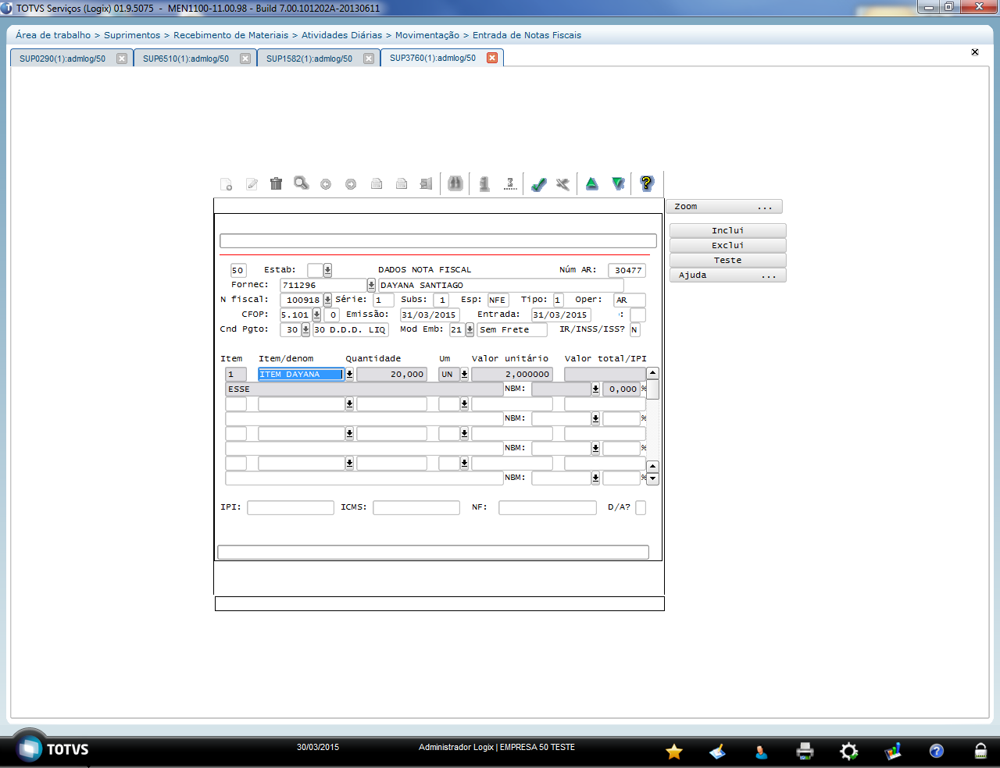 TOTVS Serviços (Logix) 01.9.5075 - MEN1100-11.00.98 - Build 7.00.101202A-20130611
Área de trabalho > Suprimentos > Recebimento de Materiais > Atividades Diárias > Movimentação > Entrada de Notas Fiscais
SUP0290(1):admlog/50 SUP6510(1):admlog/50 SUP1582(1):admlog/50 SUP3760(1):admlog/50
Zoom ...
Inclui
Exclui
Teste
Ajuda ...
50 Estab: DADOS NOTA FISCAL Núm AR: 30477
Fornec: 711296 DAYANA SANTIAGO
N fiscal: 100918 Série: 1 Subs: 1 Esp: NFE Tipo: 1 Oper: AR
CFOP: 5.101 0 Emissão: 31/03/2015 Entrada: 31/03/2015 :
Cnd Pgto: 30 30 D.D.D. LIQ Mod Emb: 21 Sem Frete IR/INSS/ISS? N
Item Item/denom Quantidade Um Valor unitário Valor total/IPI
1 ITEM DAYANA 20,000 UN 2,000000
ESSE NBM: 0,000 %
NBM: %
NBM: %
NBM: %
IPI: ICMS: NF: D/A?
TOTVS 30/03/2015 Administrador Logix | EMPRESA 50 TESTE